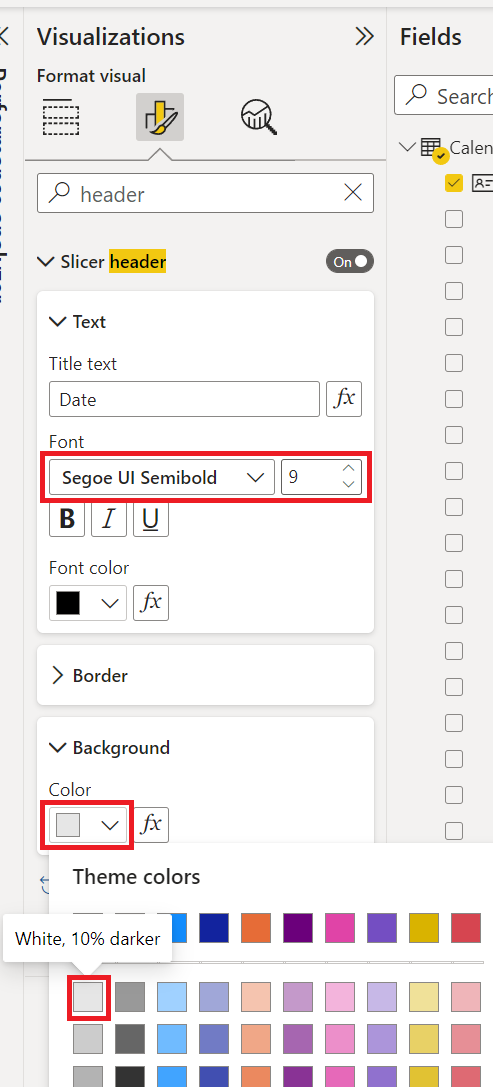 Visualizations
Fields
Format visual
Search
header
Calen
Slicer header
On
Text
Title text
Date
fx
Font
Segoe UI Semibold
9
B I U
Font color
fx
Border
Background
Color
fx
Theme colors
White, 10% darker